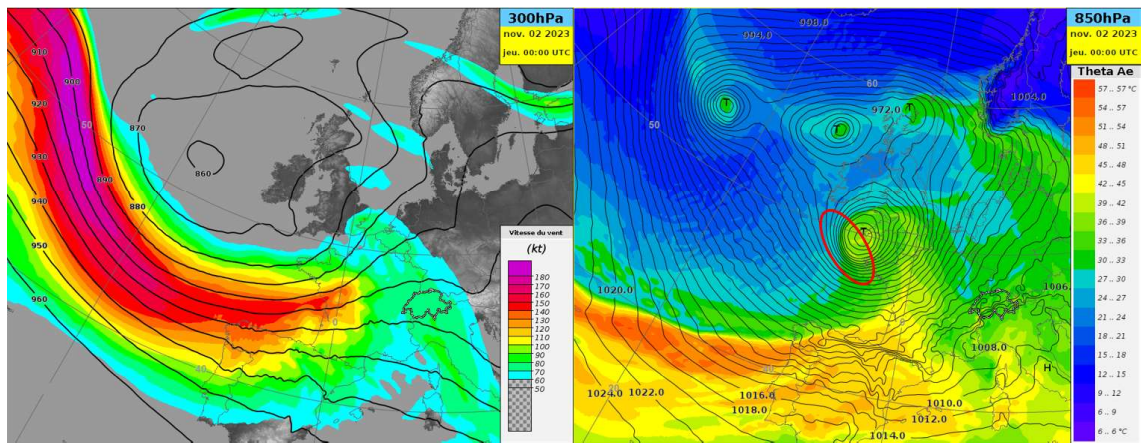 300hPa
nov. 02 2023
jeu. 00:00 UTC
910
900
920
50
870
930
860
890
940
880
950
960
0
40
Vitesse du vent
(kt)
180
170
160
150
140
130
120
110
100
90
80
70
60
50
850hPa
nov. 02 2023
jeu. 00:00 UTC
Theta Ae
57 .. 57 °C
54 .. 57
51 .. 54
48 .. 51
45 .. 48
42 .. 45
39 .. 42
36 .. 39
33 .. 36
30 .. 33
27 .. 30
24 .. 27
21 .. 24
18 .. 21
15 .. 18
12 .. 15
9 .. 12
6 .. 9
6 .. 6 °C
998.0
994.0
60
1004.0
T
972.0
T
T
50
T
1020.0
1006.
1008.0
H
1024.0
1022.0
1016.0
1018.0
1010.0
1012.0
1014.0